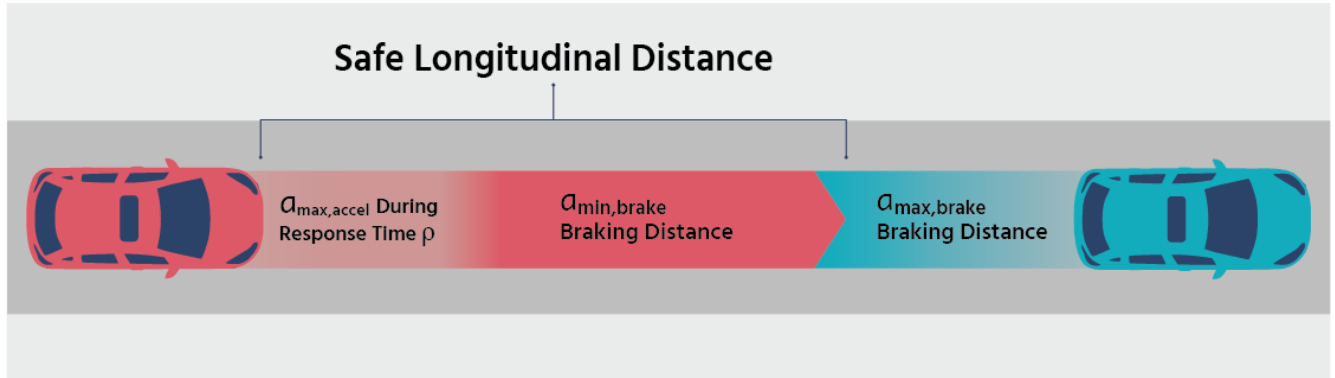 Safe Longitudinal Distance
amax,accel During
Response Time ρ
amin,brake
Braking Distance
amax,brake
Braking Distance